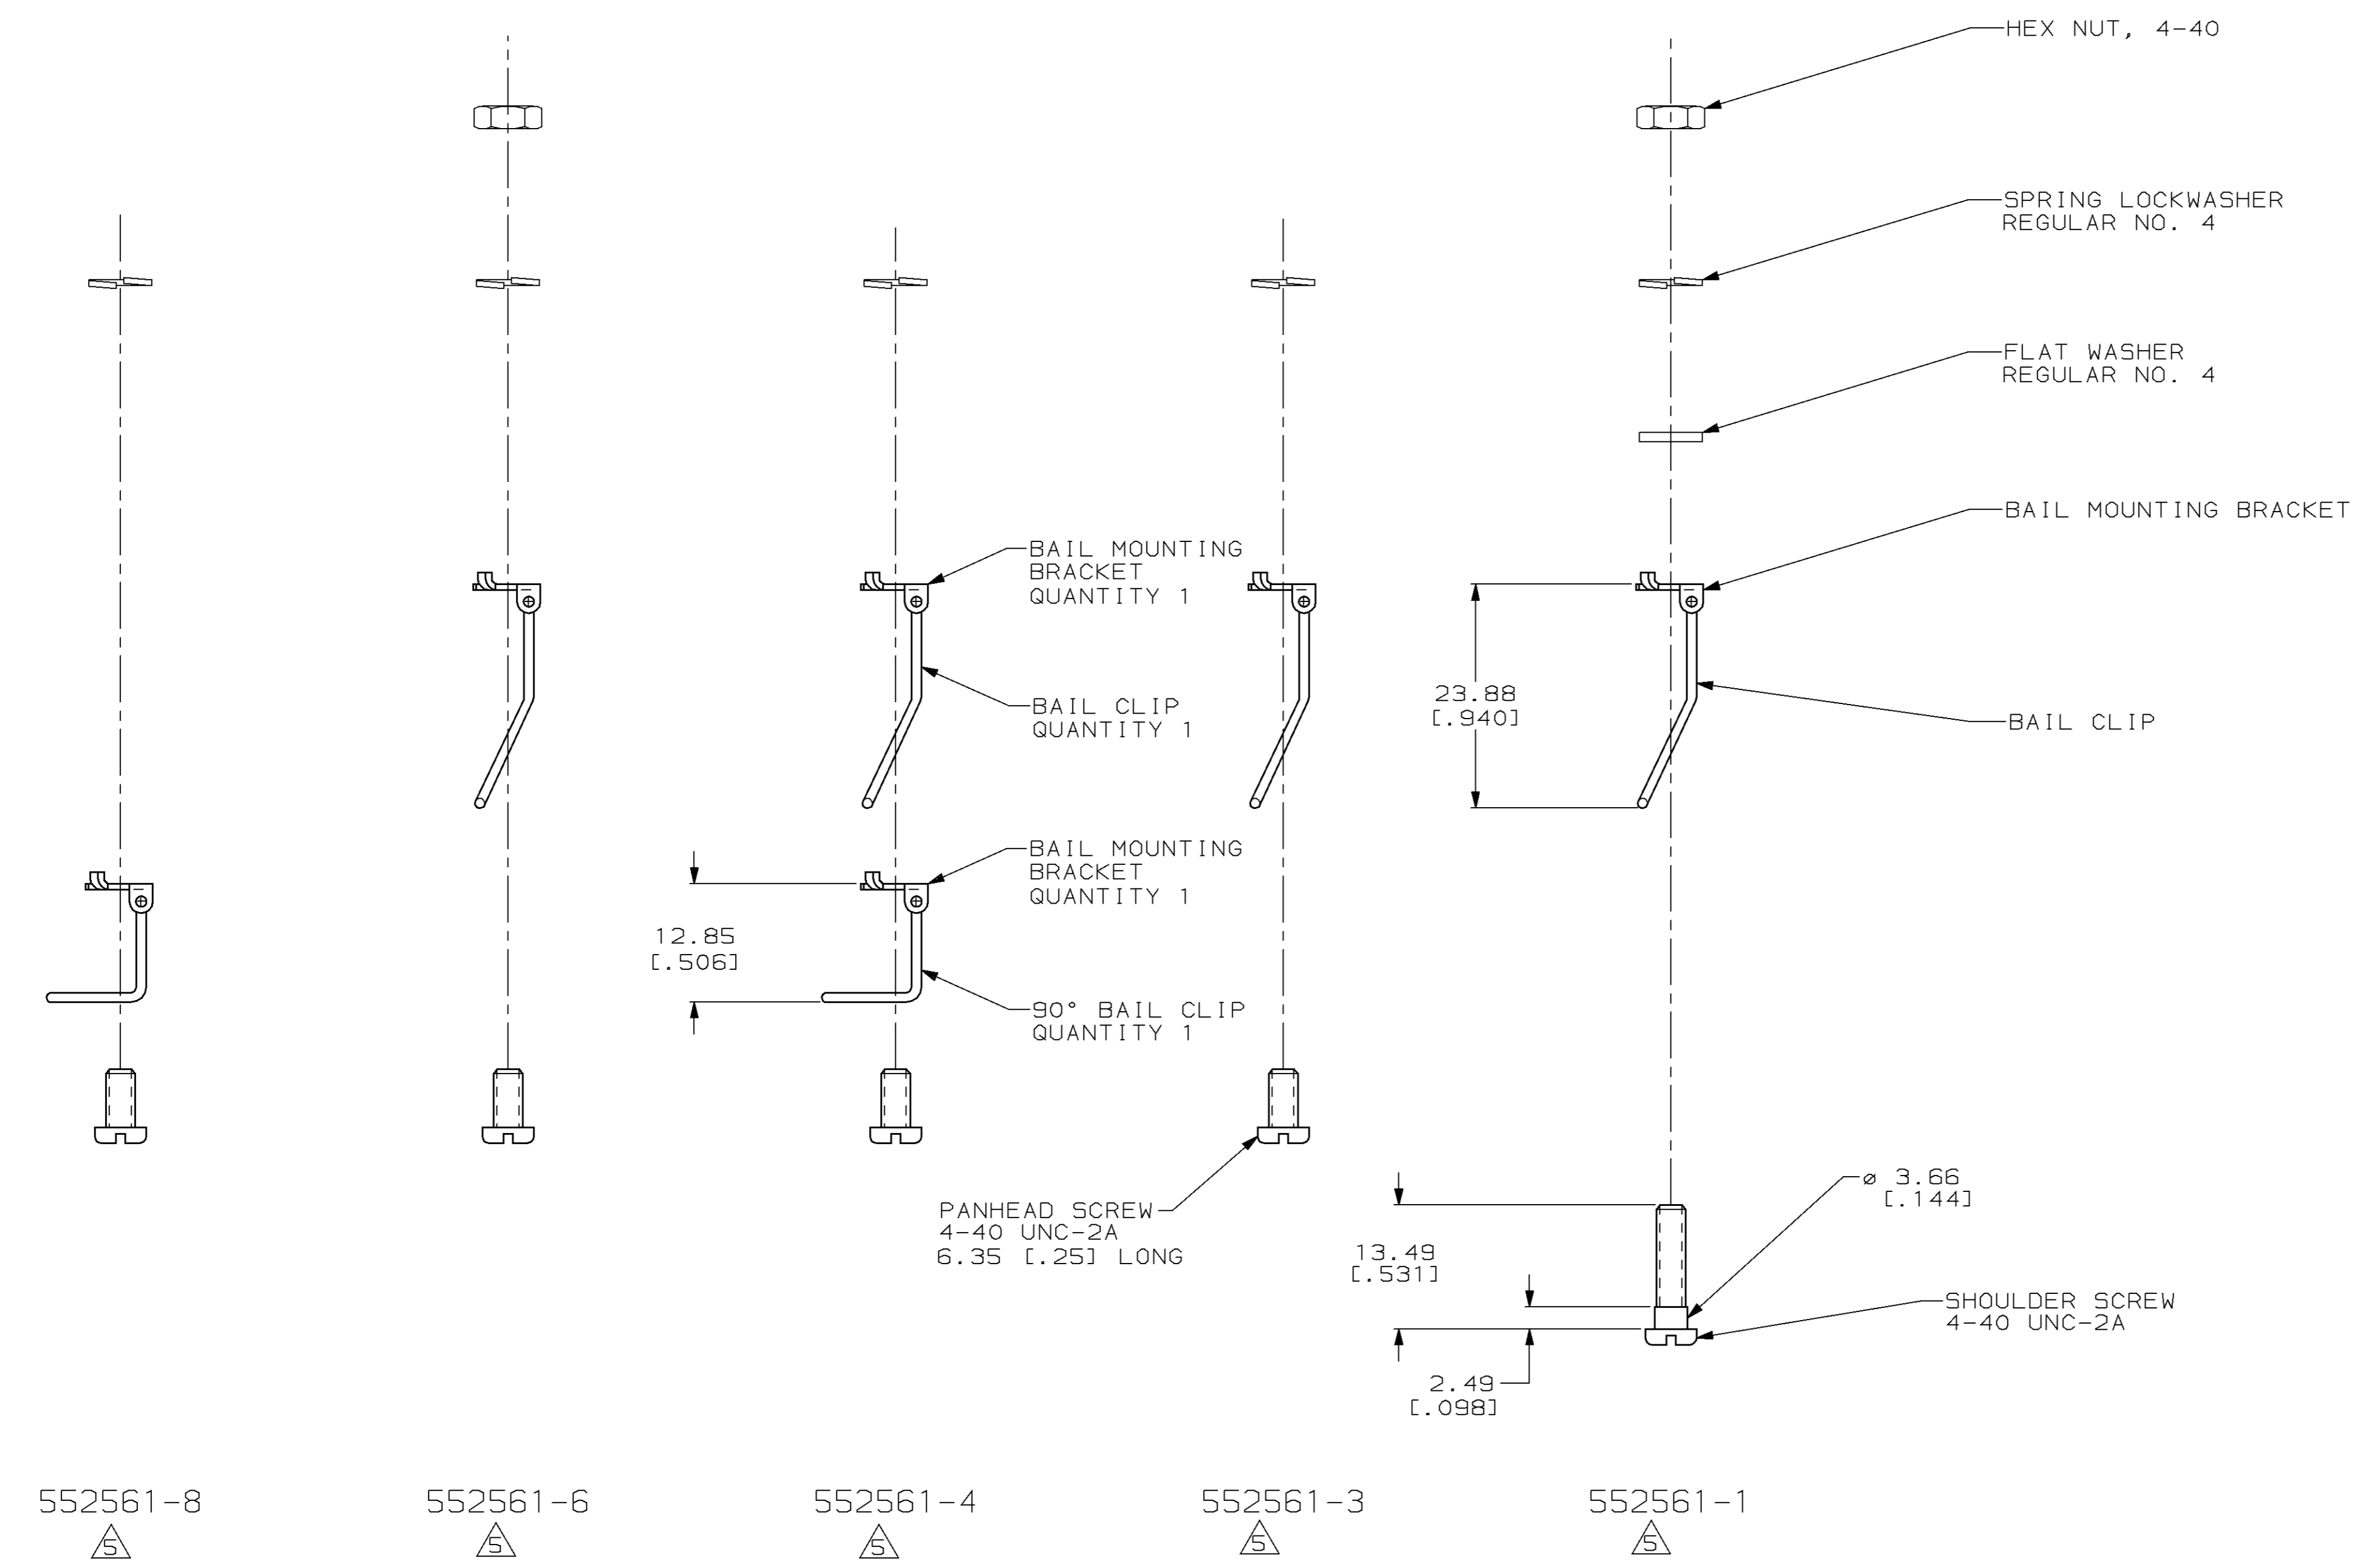 HEX NUT, 4-40
SPRING LOCKWASHER
REGULAR NO. 4
FLAT WASHER
REGULAR NO. 4
BAIL MOUNTING BRACKET
BAIL MOUNTING
BRACKET
QUANTITY 1
BAIL CLIP
QUANTITY 1
23.88
[.940]
BAIL CLIP
BAIL MOUNTING
BRACKET
QUANTITY 1
12.85
[.506]
90° BAIL CLIP
QUANTITY 1
PANHEAD SCREW
4-40 UNC-2A
6.35 [.25] LONG
⌀ 3.66
[.144]
13.49
[.531]
SHOULDER SCREW
4-40 UNC-2A
2.49
[.098]
552561-8
5
552561-6
5
552561-4
5
552561-3
5
552561-1
5